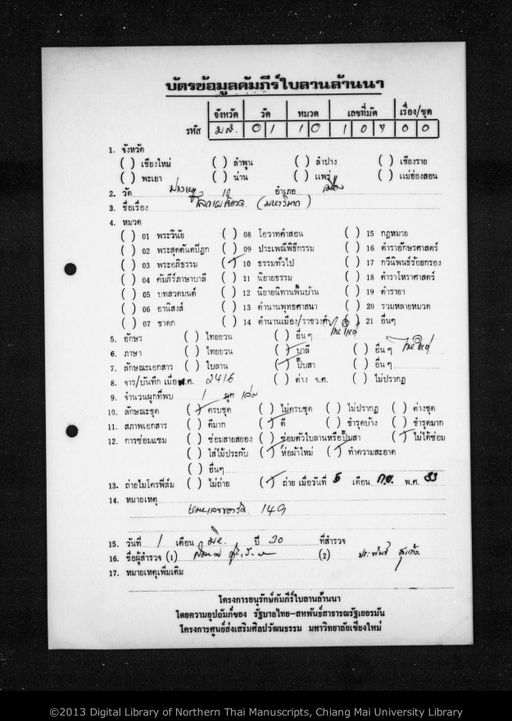 บัตรข้อมูลคัมภีร์ใบลานล้านนา
จังหวัด วัด หมวด เลขที่มัด เรื่อง/ชุด
รหัส ม.ส. 0 1 1 0 1 0 7 0 0
1. จังหวัด
( ) เชียงใหม่ ( ) ลำพูน ( ) ลำปาง ( ) เชียงราย
( ) พะเยา ( ) น่าน ( ) แพร่ ( ) แม่ฮ่องสอน
2. วัด อำเภอ เมือง
3. ชื่อเรื่อง
4. หมวด
( ) 01 พระวินัย ( ) 08 โอวาทคำสอน ( ) 15 กฎหมาย
( ) 02 พระสุตตันตปิฎก ( ) 09 ประเพณีพิธีกรรม ( ) 16 ตำราอักษรศาสตร์
( ) 03 พระอภิธรรม (/) 10 ธรรมทั่วไป ( ) 17 กวีนิพนธ์ร้อยกรอง
( ) 04 คัมภีร์ภาษาบาลี ( ) 11 นิยายธรรม ( ) 18 ตำราโหราศาสตร์
( ) 05 บทสวดมนต์ ( ) 12 นิยายนิทานพื้นบ้าน ( ) 19 ตำรายา
( ) 06 อานิสงส์ ( ) 13 ตำนานพุทธศาสนา ( ) 20 รวมหลายหมวด
( ) 07 ชาดก ( ) 14 ตำนานเมือง/ราชวงศ์ ( ) 21 อื่นๆ
5. อักษร ( ) ไทยยวน (/) อื่นๆ ไทใหญ่
6. ภาษา ( ) ไทยยวน (/) บาลี ( ) อื่นๆ ไทใหญ่
7. ลักษณะเอกสาร ( ) ใบลาน (/) ปั๊บสา ( ) อื่นๆ
8. จาร/บันทึก เมื่อ พ.ศ. 2416 ( ) ต่าง จ.ศ. ( ) ไม่ปรากฏ
9. จำนวนผูกที่พบ 1 ผูก เล่ม
10. ลักษณะชุด (/) ครบชุด ( ) ไม่ครบชุด ( ) ไม่ปรากฏ ( ) ต่างชุด
11. สภาพเอกสาร ( ) ดีมาก (/) ดี ( ) ชำรุดบ้าง ( ) ชำรุดมาก
12. การซ่อมแซม ( ) ซ่อมสายสยอง ( ) ซ่อมตัวใบลานหรือปั๊บสา (/) ไม่ได้ซ่อม
( ) ใส่ไม้ประกับ (/) ห่อผ้าใหม่ (/) ทำความสะอาด
( ) อื่นๆ
13. ถ่ายไมโครฟิล์ม ( ) ไม่ถ่าย (/) ถ่าย เมื่อวันที่ 5 เดือน ก.ย. พ.ศ. 33
14. หมายเหตุ
149
15. วันที่ 1 เดือน มิ.ย. ปี 30 ที่สำรวจ
16. ชื่อผู้สำรวจ (1) (2)
17. หมายเหตุเพิ่มเติม
โครงการอนุรักษ์คัมภีร์ใบลานล้านนา
โดยความอุปถัมภ์ของ รัฐบาลไทย-สหพันธ์สาธารณรัฐเยอรมัน
โครงการศูนย์ส่งเสริมศิลปวัฒนธรรม มหาวิทยาลัยเชียงใหม่
©2013 Digital Library of Northern Thai Manuscripts, Chiang Mai University Library